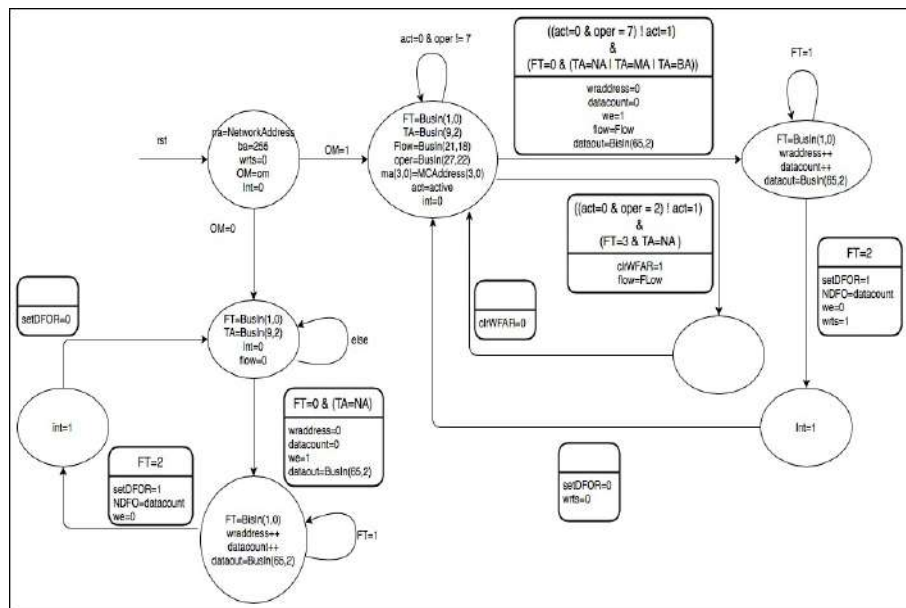 act=0 & oper != 7
((act=0 & oper = 7) ! act=1)
&
(FT=0 & (TA=NA | TA=MA | TA=BA))
wraddress=0
datacount=0
we=1
flow=Flow
dataout=BisIn(65,2)
FT=1
rst
na=NetworkAddress
ba=255
wrts=0
OM=om
Int=0
OM=1
FT=BusIn(1,0)
TA=BusIn(9,2)
Flow=BusIn(21,18)
oper=BusIn(27,22)
ma(3,0)=MCAddress(3,0)
act=active
int=0
FT=BusIn(1,0)
wraddress++
datacount++
dataout=BusIn(65,2)
OM=0
((act=0 & oper = 2) ! act=1)
&
(FT=3 & TA=NA )
clrWFAR=1
flow=FLow
FT=2
setDFOR=1
NDFO=datacount
we=0
wrts=1
setDFOR=0
clrWFAR=0
FT=BusIn(1,0)
TA=BusIn(9,2)
int=0
flow=0
else
int=1
FT=0 & (TA=NA)
wraddress=0
datacount=0
we=1
dataout=BusIn(65,2)
Int=1
FT=2
setDFOR=1
NDFO=datacount
we=0
setDFOR=0
wrts=0
FT=BisIn(1,0)
wraddress++
datacount++
dataout=BusIn(65,2)
FT=1